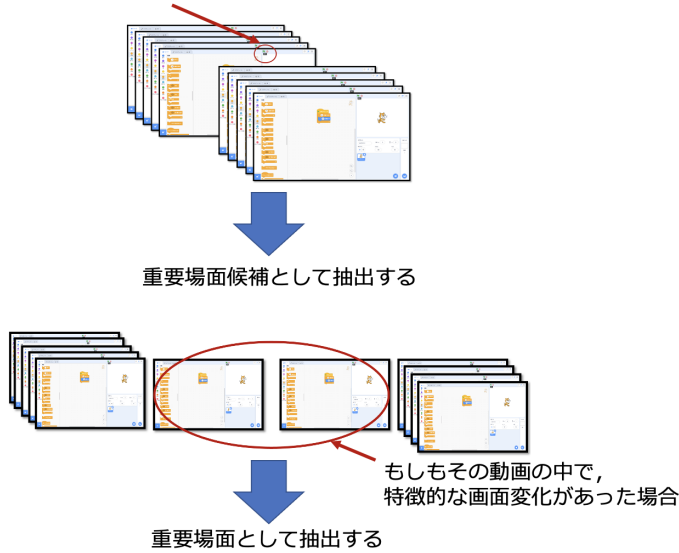 重要場面候補として抽出する
もしもその動画の中で,
特徴的な画面変化があった場合
重要場面として抽出する